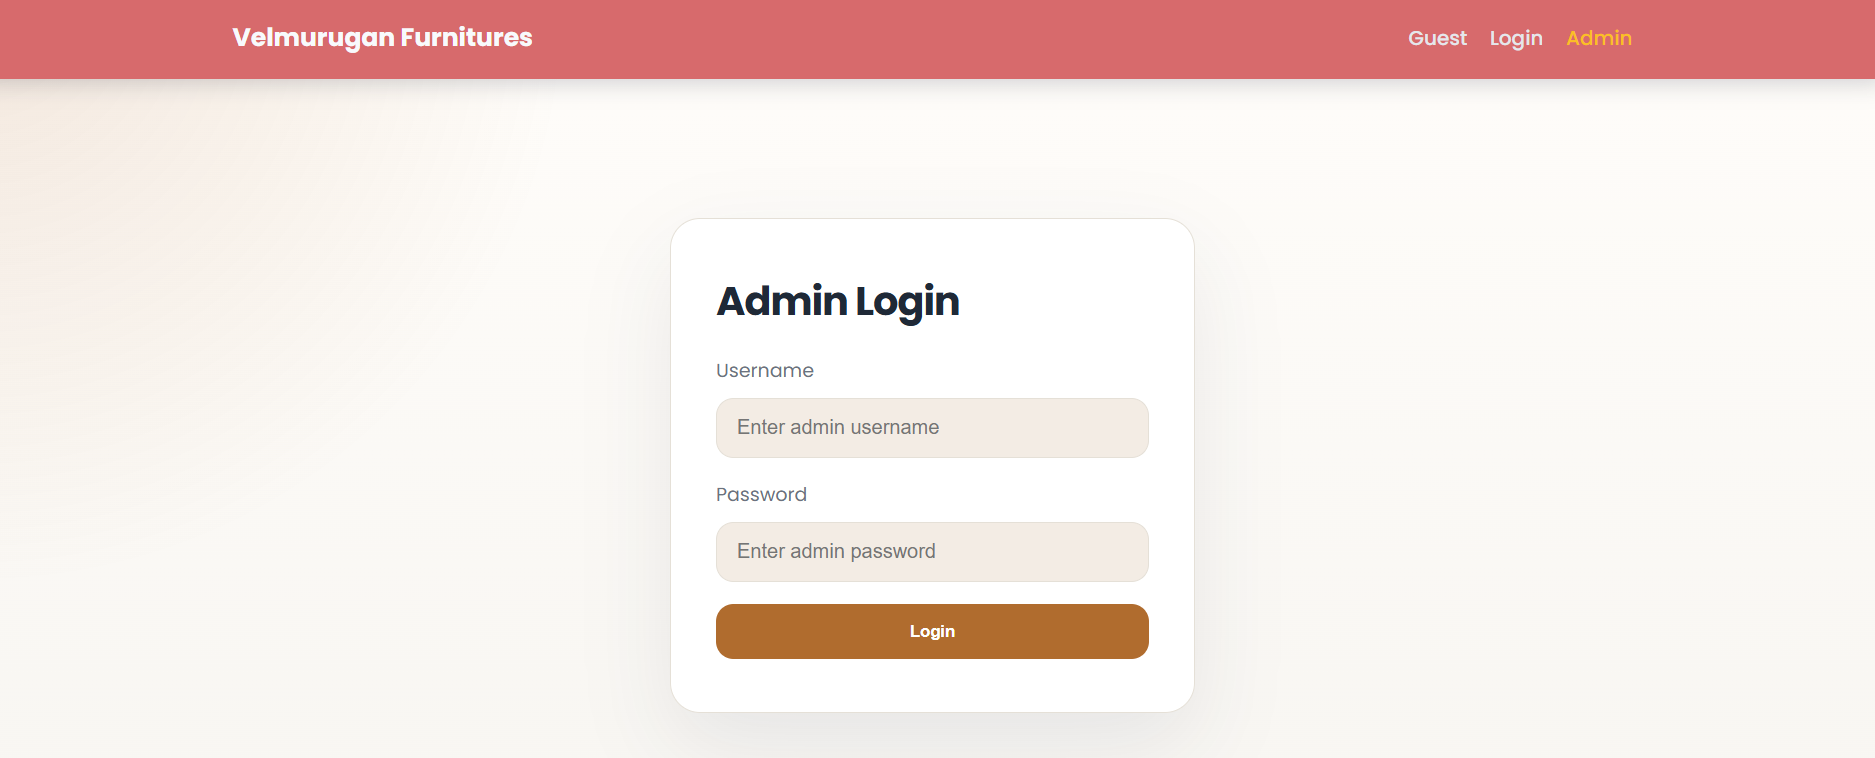 Velmurugan Furnitures
Guest Login Admin
Admin Login
Username
Enter admin username
Password
Enter admin password
Login